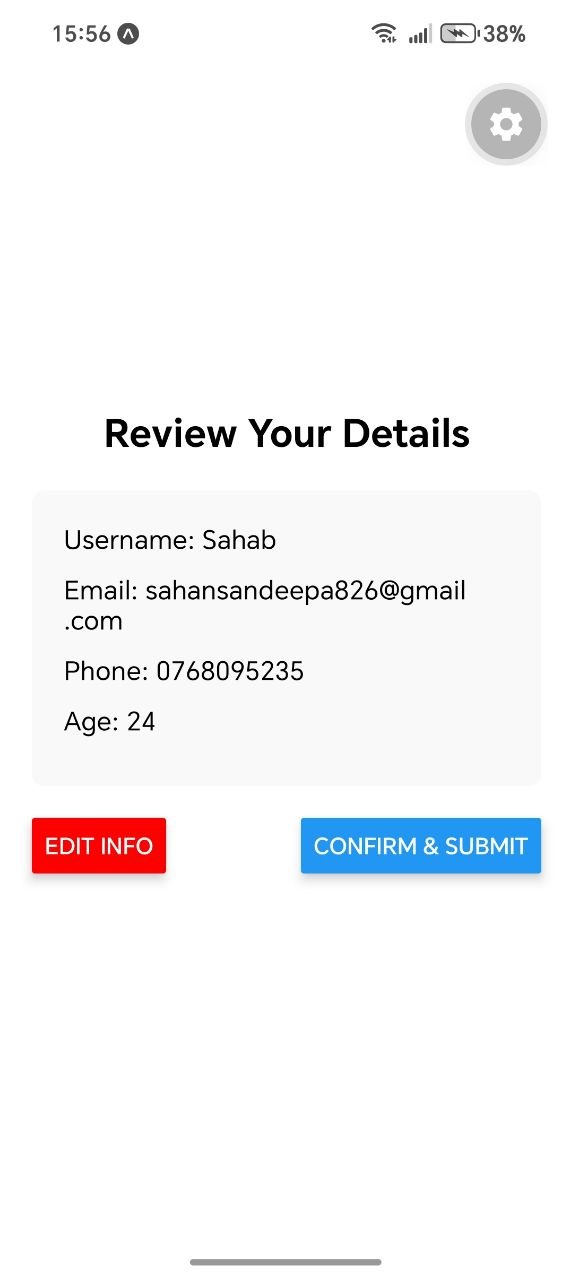 15:56
38%
Review Your Details
Username: Sahab
Email: sahansandeepa826@gmail
.com
Phone: 0768095235
Age: 24
EDIT INFO
CONFIRM & SUBMIT